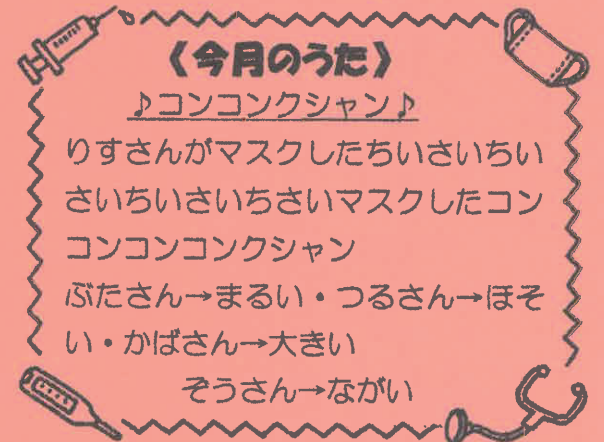 《今月のうた》
♪コンコンクシャン♪
りすさんがマスクしたちいさいちい
さいちいさいちさいマスクしたコン
コンコンコンクシャン
ぶたさん→まるい・つるさん→ほそ
い・かばさん→大きい
ぞうさん→ながい